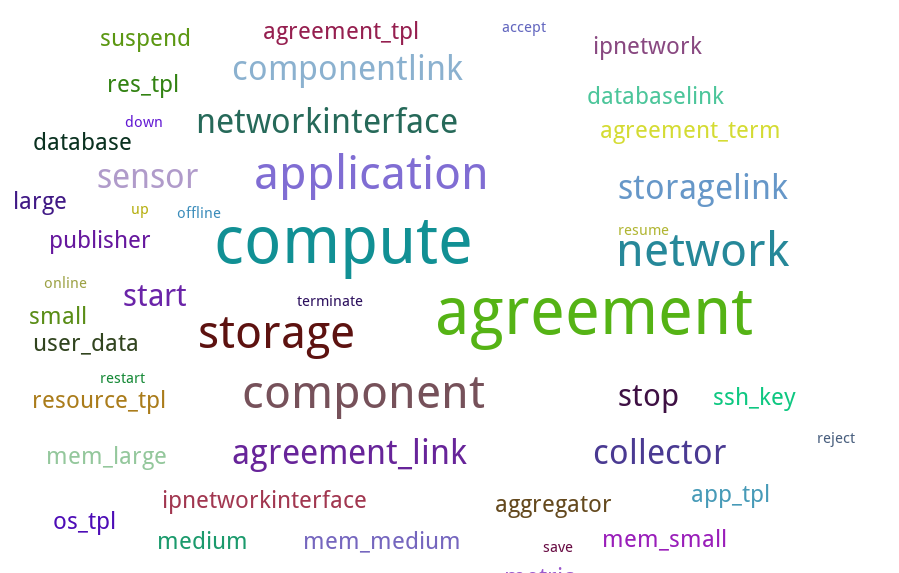 accept
agreement_tpl
suspend
ipnetwork
componentlink
res_tpl
databaselink
networkinterface
down
agreement_term
database
application
sensor
storagelink
large
up
offline
resume
publisher
compute
network
online
start
terminate
agreement
small
storage
user_data
restart
component
stop
ssh_key
resource_tpl
reject
mem_large
agreement_link
collector
app_tpl
ipnetworkinterface
aggregator
os_tpl
medium
mem_medium
save
mem_small
metric